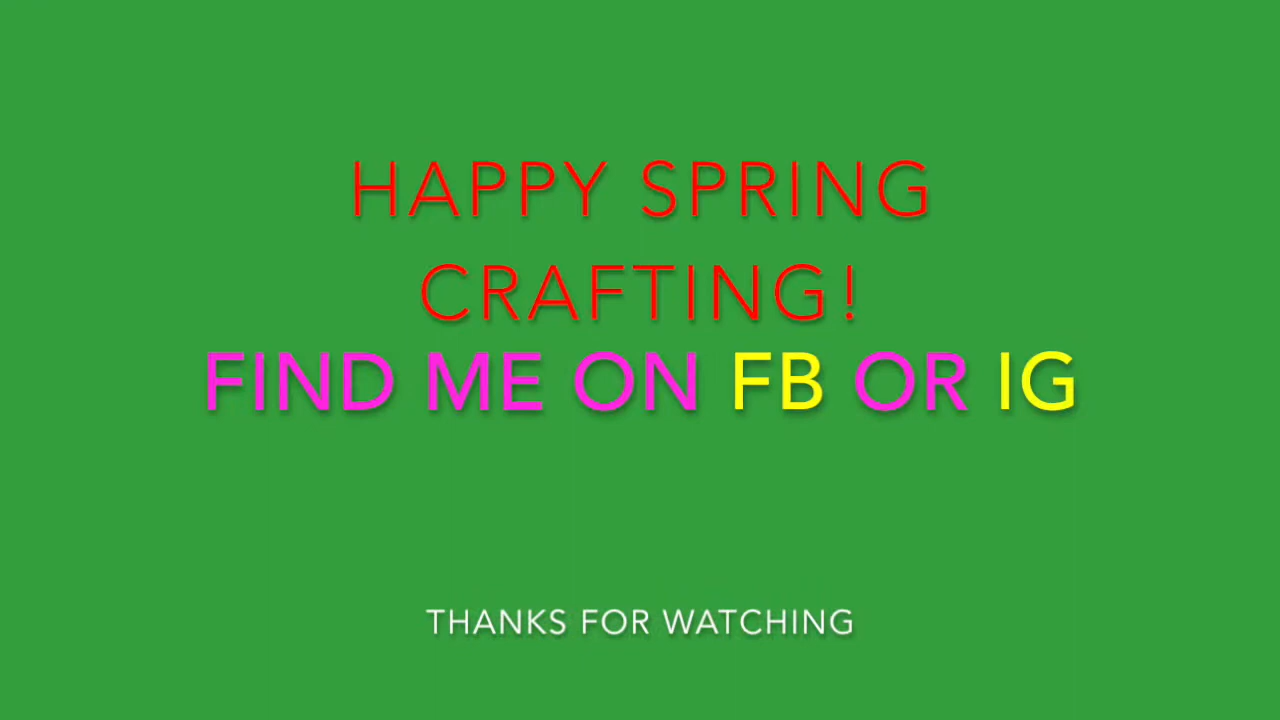 HAPPY SPRING
CRAFTING!
FIND ME ON FB OR IG
THANKS FOR WATCHING